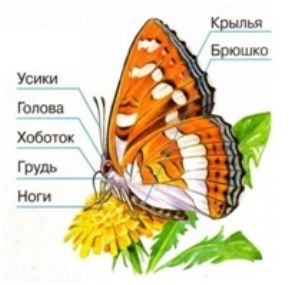 Крылья
Брюшко
Усики
Голова
Хоботок
Грудь
Ноги